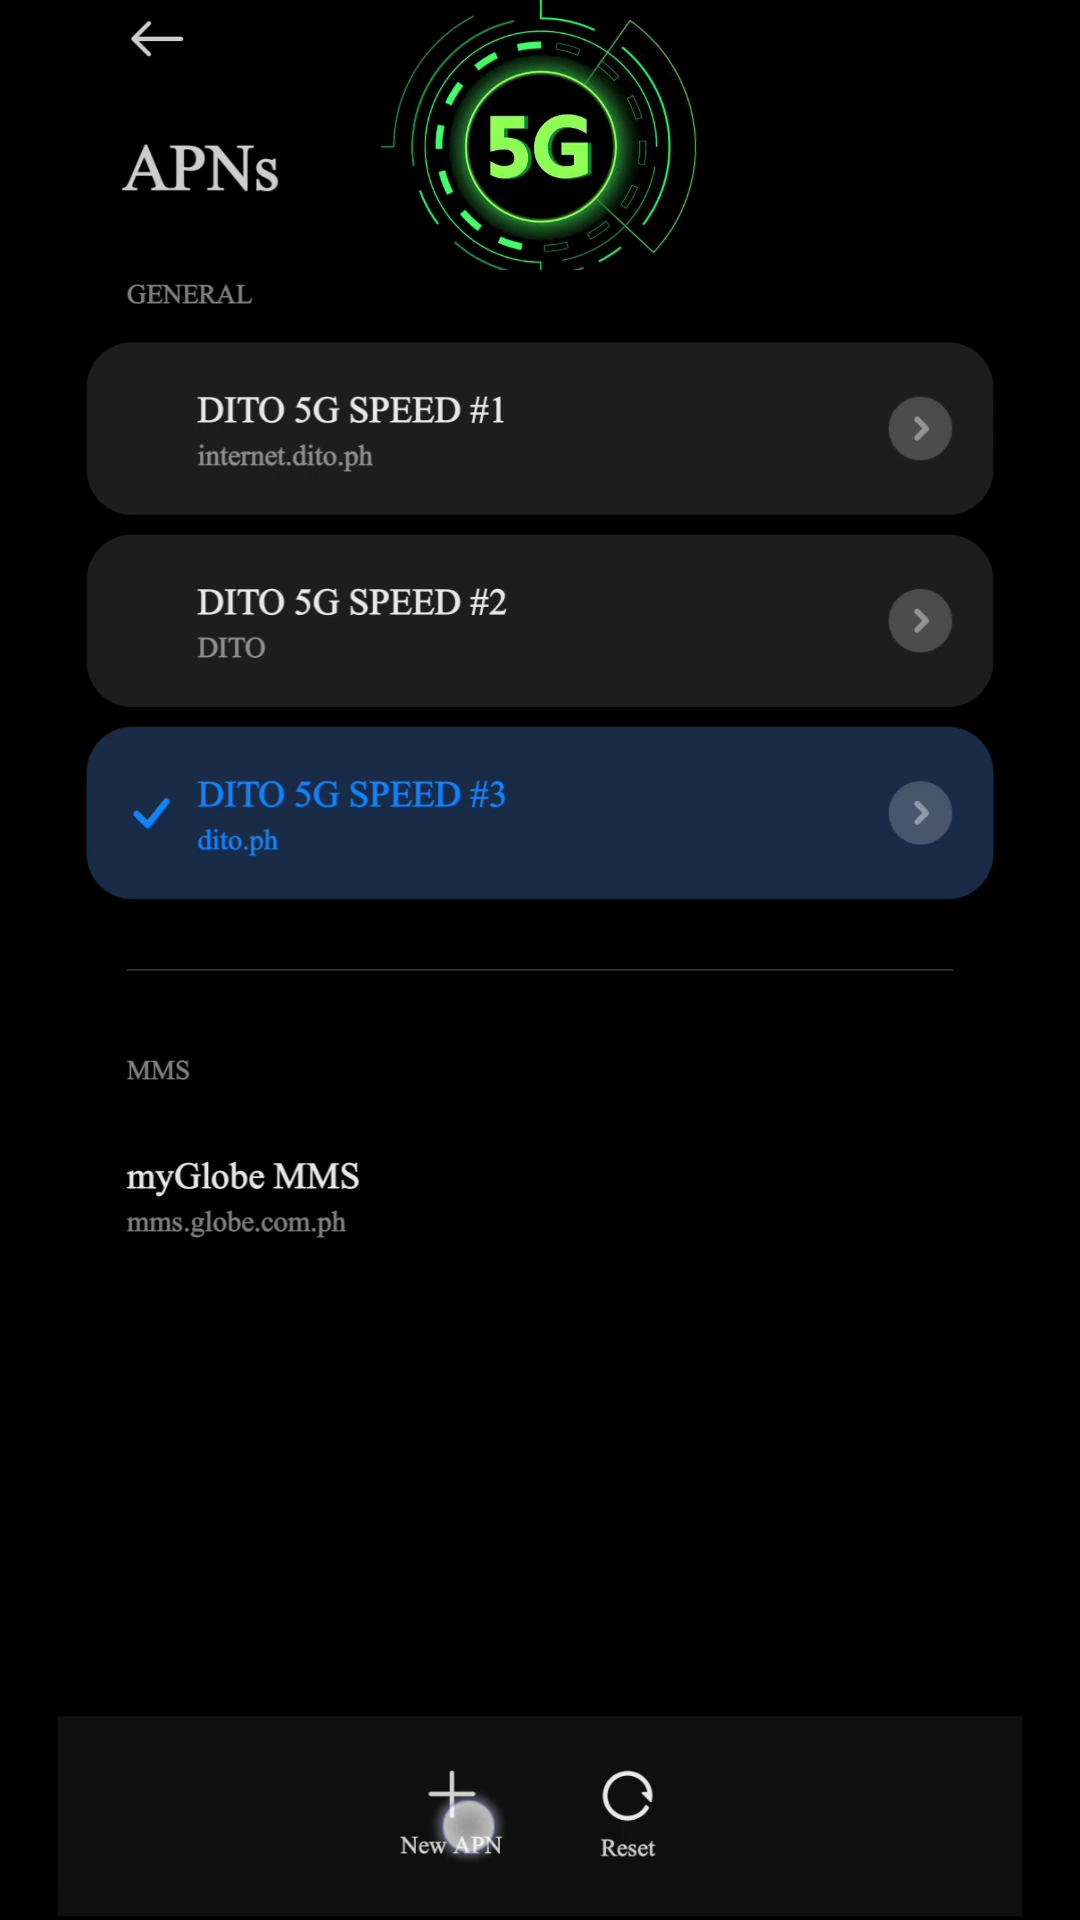 5G
APNs
GENERAL
DITO 5G SPEED #1
internet.dito.ph
DITO 5G SPEED #2
DITO
DITO 5G SPEED #3
dito.ph
MMS
myGlobe MMS
mms.globe.com.ph
New APN
Reset